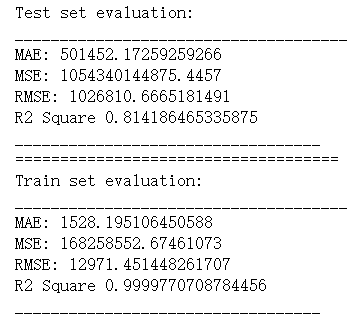 Test set evaluation:
_____________________________________
MAE: 501452.17259259266
MSE: 1054340144875.4457
RMSE: 1026810.6665181491
R2 Square 0.814186465335875
__________________________________
====================================
Train set evaluation:
_____________________________________
MAE: 1528.195106450588
MSE: 168258552.67461073
RMSE: 12971.451448261707
R2 Square 0.9999770708784456
__________________________________